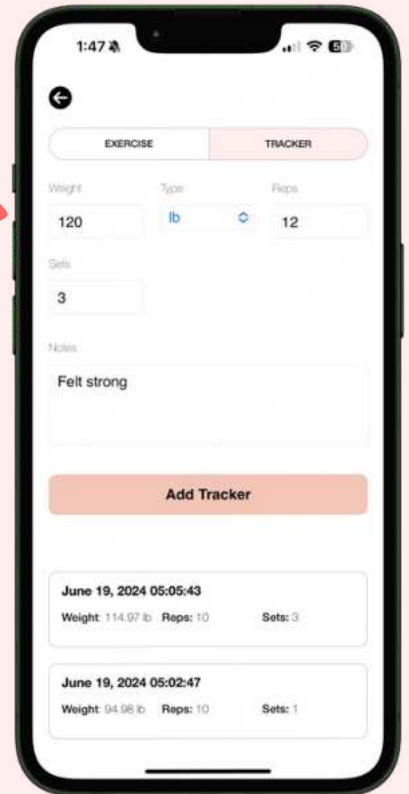 1:47
50
EXERCISE TRACKER
Weight Type Reps
120 lb 12
Sets
3
Notes
Felt strong
Add Tracker
June 19, 2024 05:05:43
Weight: 114.97 lb Reps: 10 Sets: 3
June 19, 2024 05:02:47
Weight: 94.98 lb Reps: 10 Sets: 1